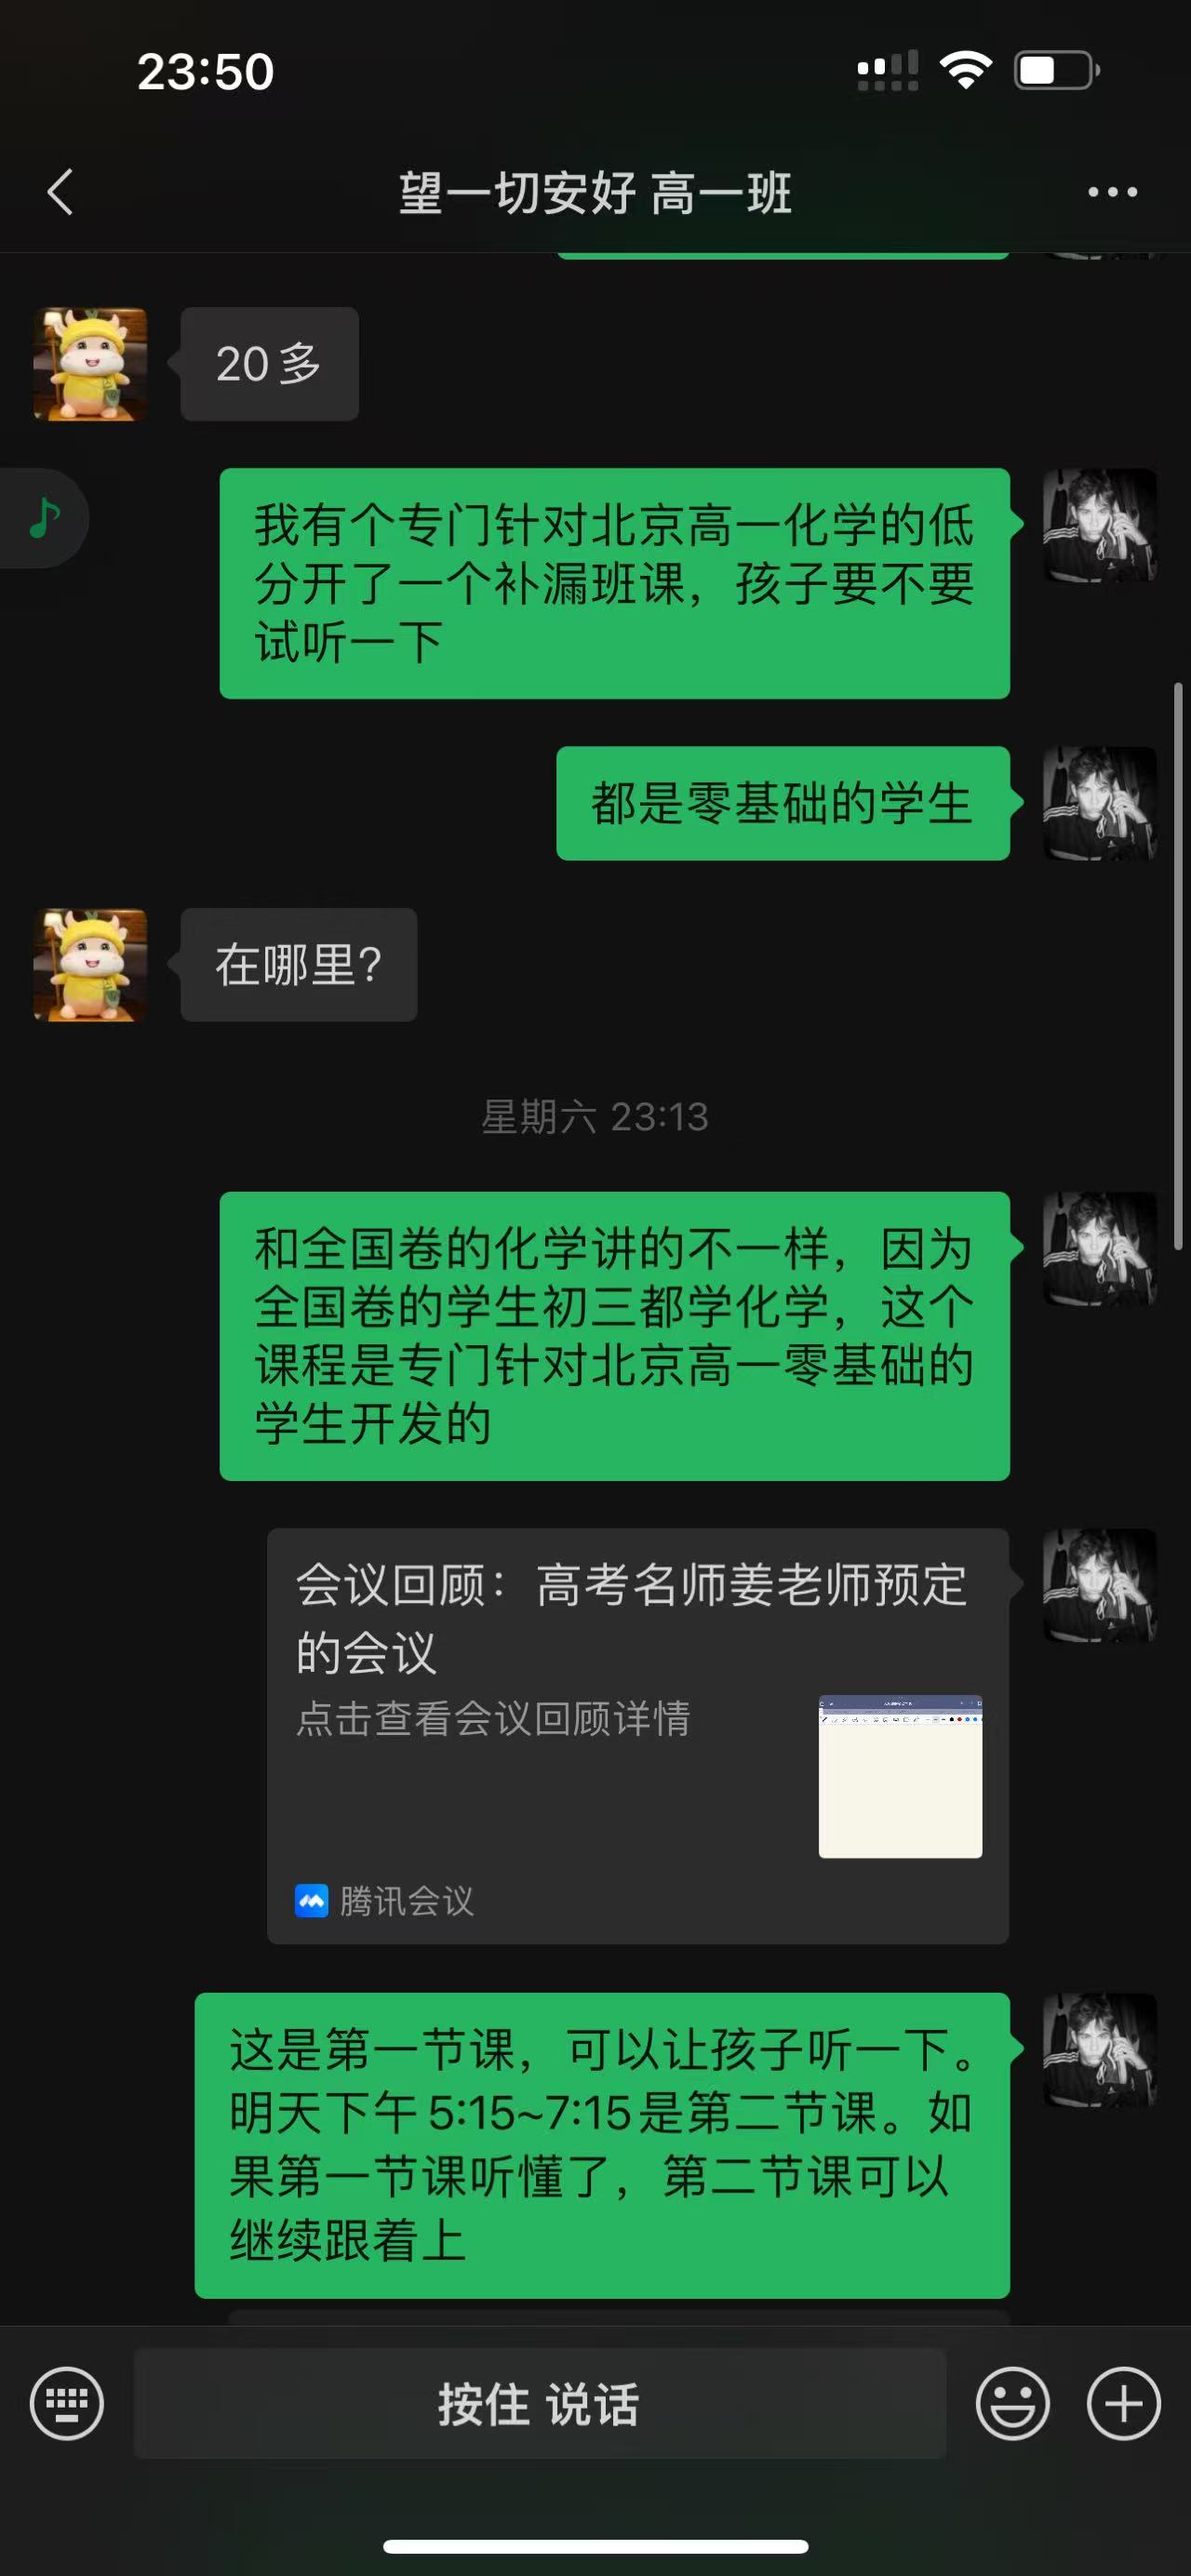 23:50
望一切安好 高一班
20多
我有个专门针对北京高一化学的低
分开了一个补漏班课，孩子要不要
试听一下
都是零基础的学生
在哪里?
星期六 23:13
和全国卷的化学讲的不一样，因为
全国卷的学生初三都学化学，这个
课程是专门针对北京高一零基础的
学生开发的
会议回顾：高考名师姜老师预定
的会议
点击查看会议回顾详情
腾讯会议
这是第一节课，可以让孩子听一下。
明天下午5:15~7:15是第二节课。如
果第一节课听懂了，第二节课可以
继续跟着上
按住 说话